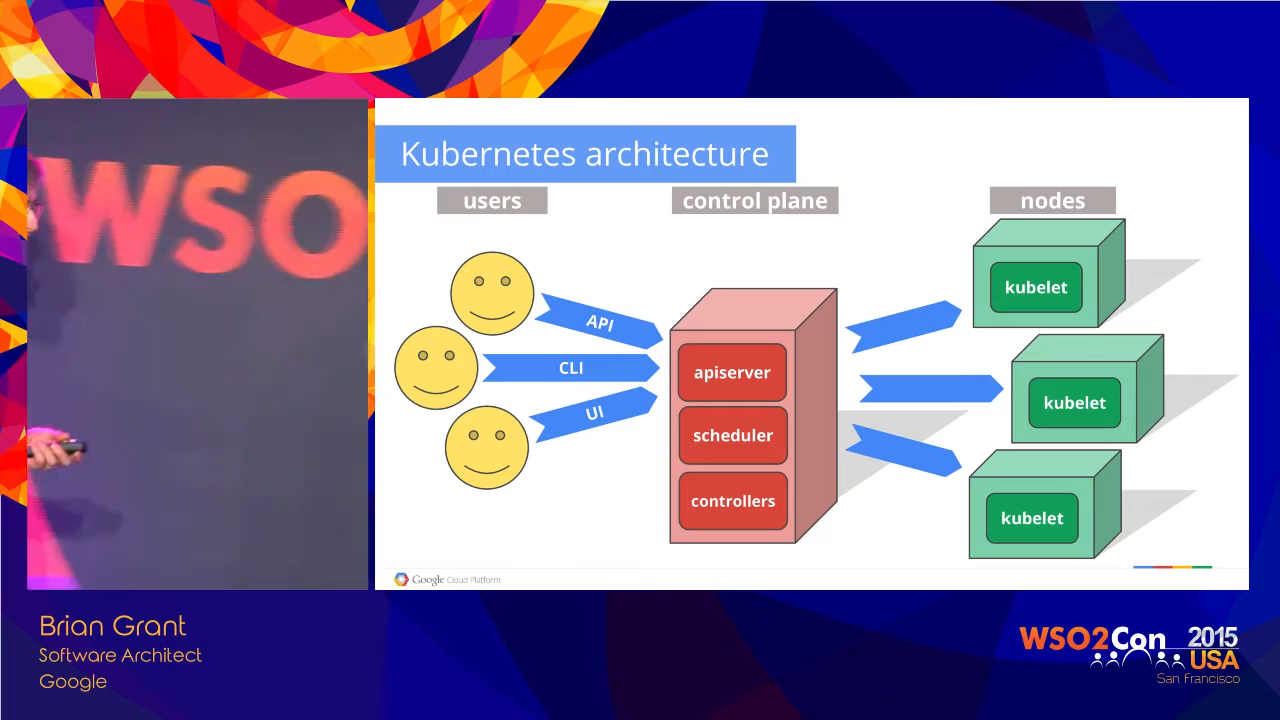 WSO
Kubernetes architecture
users
control plane
nodes
API
CLI
UI
apiserver
scheduler
controllers
kubelet
kubelet
kubelet
Google Cloud Platform
Brian Grant
Software Architect
Google
WSO2Con 2015
USA
San Francisco